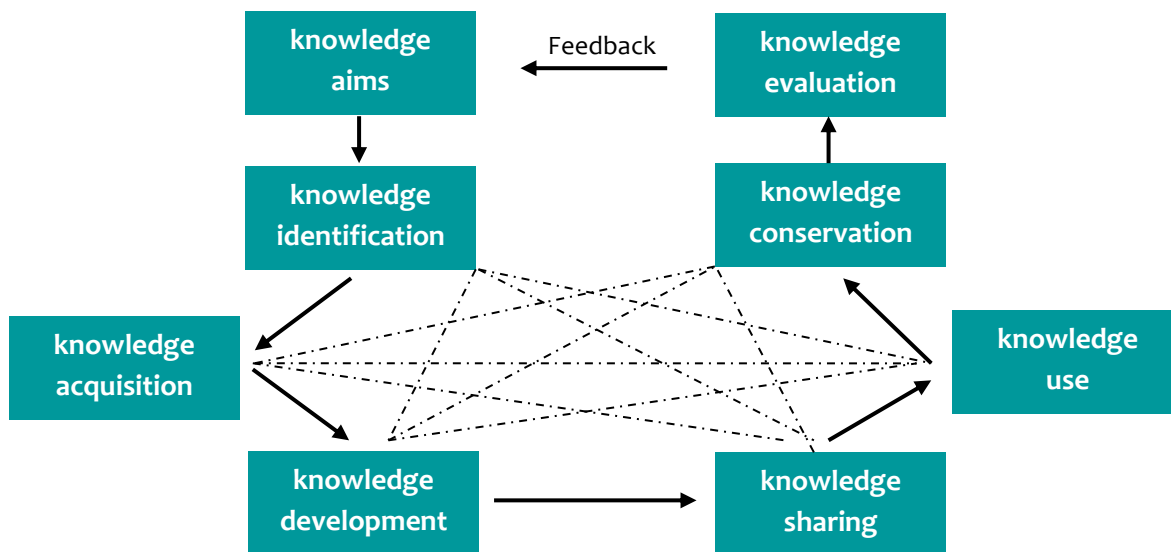 knowledge
aims
Feedback
knowledge
evaluation
knowledge
identification
knowledge
conservation
knowledge
acquisition
knowledge
use
knowledge
development
knowledge
sharing